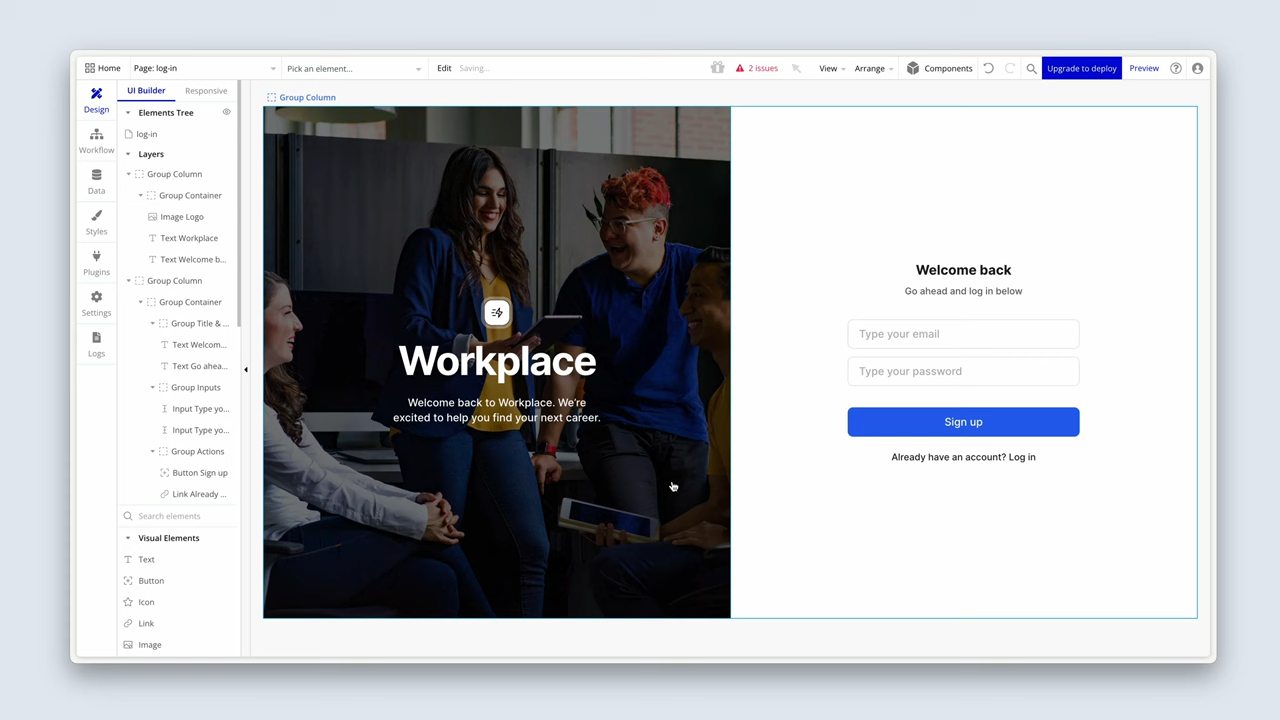 Home
Page: log-in
Pick an element...
Edit
Saving...
2 issues
View
Arrange
Components
Upgrade to deploy
Preview
Design
Workflow
Data
Styles
Plugins
Settings
Logs
UI Builder
Responsive
Elements Tree
log-in
Layers
Group Column
Group Container
Image Logo
Text Workplace
Text Welcome b...
Group Column
Group Container
Group Title & ...
Text Welcom...
Text Go ahea...
Group Inputs
Input Type yo...
Input Type yo...
Group Actions
Button Sign up
Link Already ...
Search elements
Visual Elements
Text
Button
Icon
Link
Image
Group Column
Workplace
Welcome back to Workplace. We're
excited to help you find your next career.
Welcome back
Go ahead and log in below
Type your email
Type your password
Sign up
Already have an account? Log in